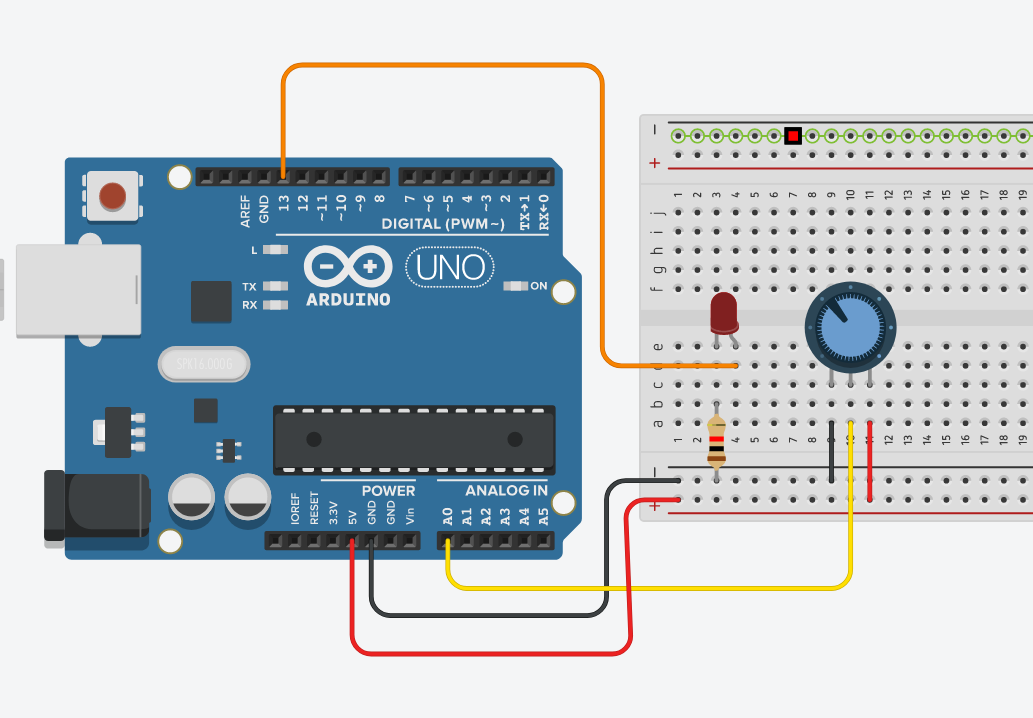 AREF
GND
13
12
~11
~10
~9
8
7
~6
~5
4
~3
2
TX→1
RX←0
DIGITAL (PWM~)
L
TX
RX
UNO
ARDUINO
ON
SPK16.000G
POWER
ANALOG IN
IOREF
RESET
3.3V
5V
GND
GND
Vin
A0
A1
A2
A3
A4
A5
−
+
1 2 3 4 5 6 7 8 9 10 11 12 13 14 15 16 17 18 19
j
i
h
g
f
e
c
b
a
1 2 3 4 5 6 7 8 9 10 11 12 13 14 15 16 17 18 19
−
+